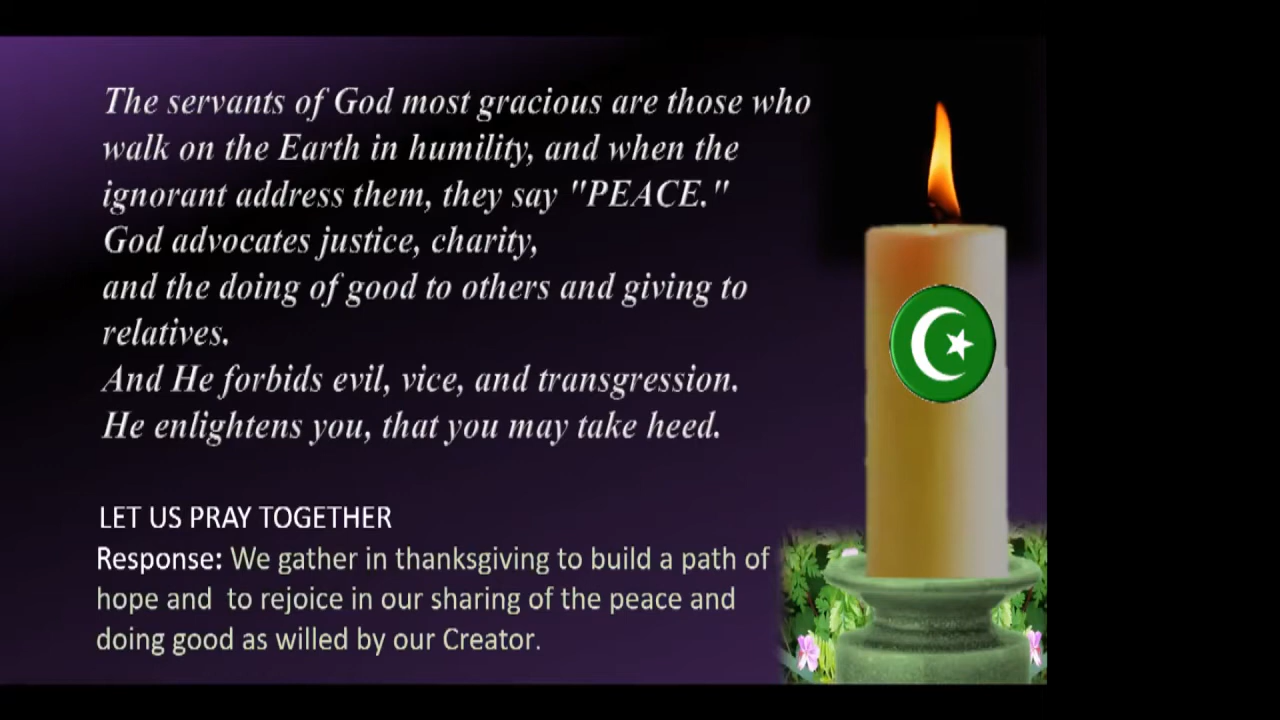 The servants of God most gracious are those who
walk on the Earth in humility, and when the
ignorant address them, they say "PEACE."
God advocates justice, charity,
and the doing of good to others and giving to
relatives.
And He forbids evil, vice, and transgression.
He enlightens you, that you may take heed.
LET US PRAY TOGETHER
Response: We gather in thanksgiving to build a path of
hope and  to rejoice in our sharing of the peace and
doing good as willed by our Creator.